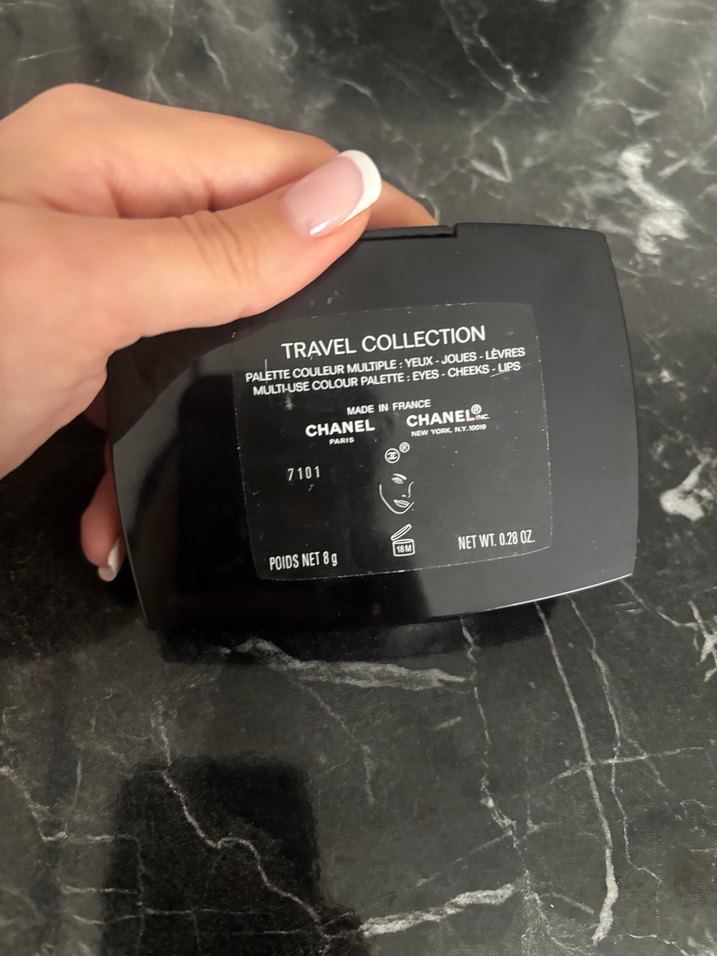 TRAVEL COLLECTION
PALETTE COULEUR MULTIPLE : YEUX - JOUES - LÈVRES
MULTI-USE COLOUR PALETTE : EYES - CHEEKS - LIPS
MADE IN FRANCE
CHANEL CHANEL® INC.
PARIS NEW YORK, N.Y. 10019
®
7101
18 M
POIDS NET 8 g NET WT. 0.28 OZ.